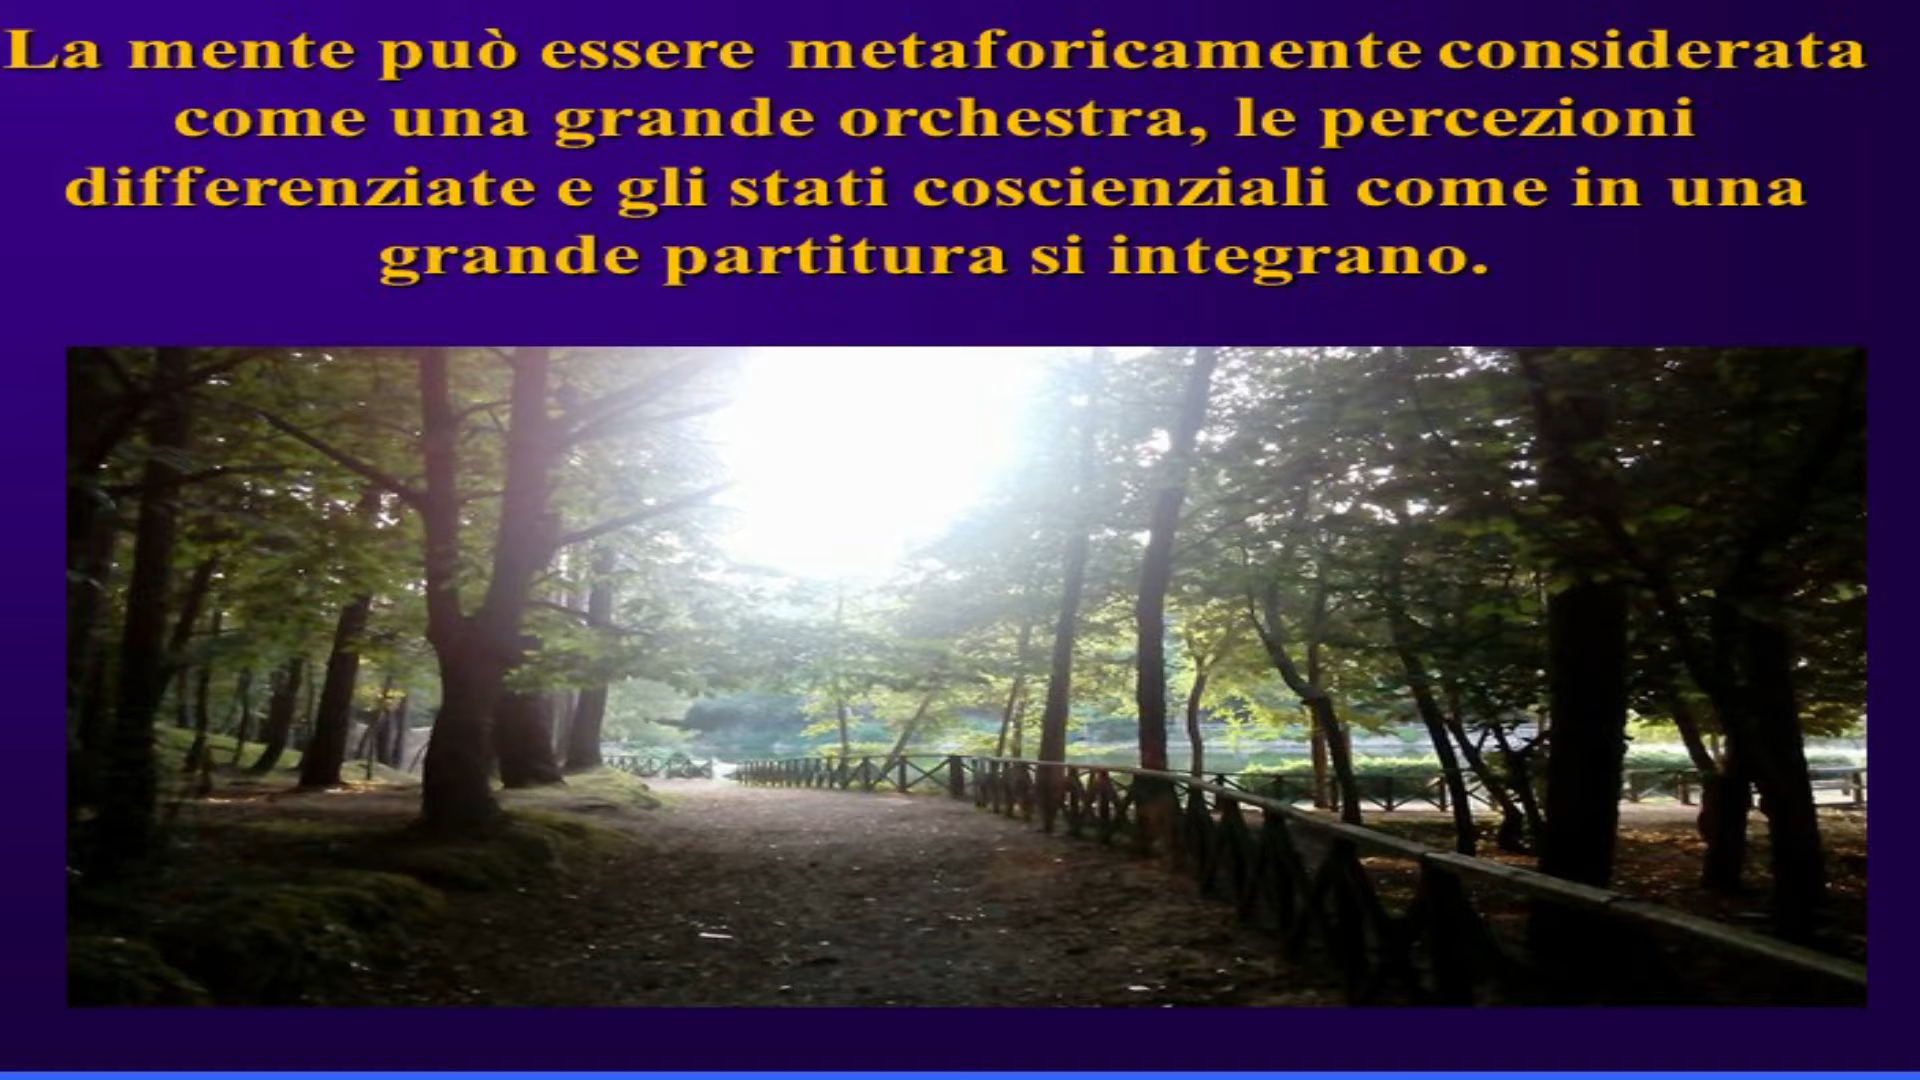 La mente può essere metaforicamente considerata
come una grande orchestra, le percezioni
differenziate e gli stati coscienziali come in una
grande partitura si integrano.